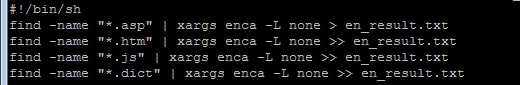 #!/bin/sh
find -name "*.asp" | xargs enca -L none > en_result.txt
find -name "*.htm" | xargs enca -L none >> en_result.txt
find -name "*.js" | xargs enca -L none >> en_result.txt
find -name "*.dict" | xargs enca -L none >> en_result.txt